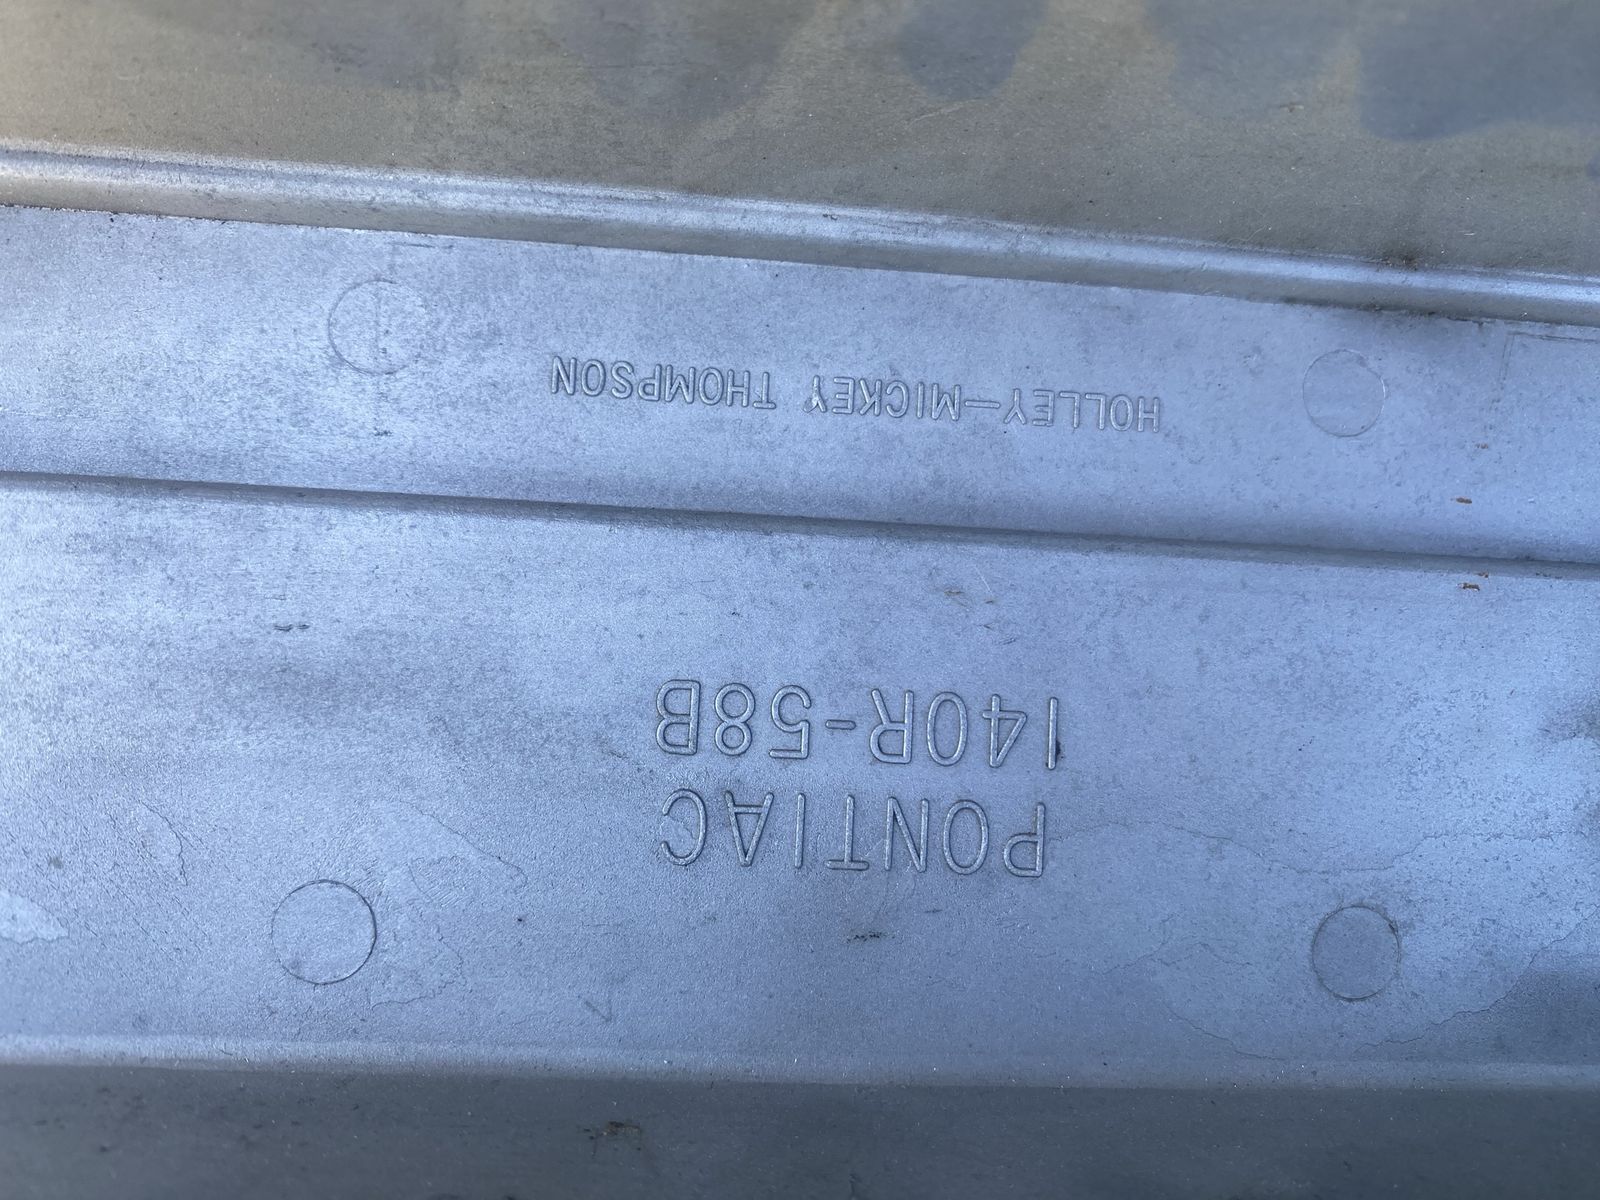 PONTIAC
140R-58B
HOLLEY-MICKEY THOMPSON